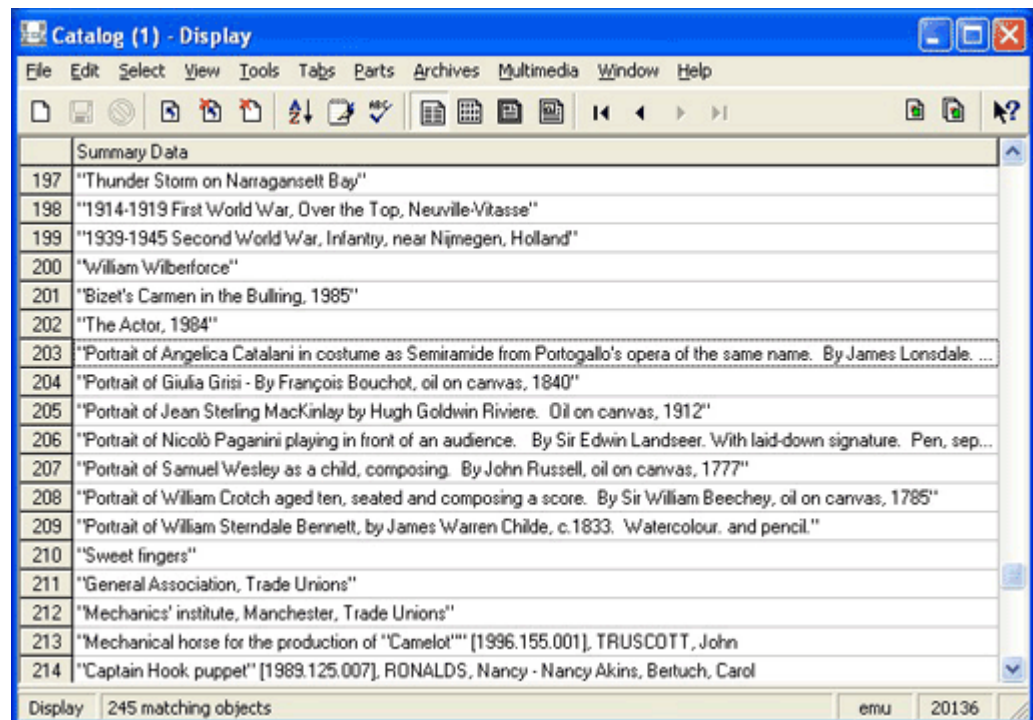 Catalog (1) - Display
File Edit Select View Tools Tabs Parts Archives Multimedia Window Help
Summary Data
197 "Thunder Storm on Narragansett Bay"
198 "1914-1919 First World War, Over the Top, Neuville-Vitasse"
199 "1939-1945 Second World War, Infantry, near Nijmegen, Holland"
200 "William Wilberforce"
201 "Bizet's Carmen in the Bullring, 1985"
202 "The Actor, 1984"
203 "Portrait of Angelica Catalani in costume as Semiramide from Portogallo's opera of the same name.  By James Lonsdale. ...
204 "Portrait of Giulia Grisi - By François Bouchot, oil on canvas, 1840"
205 "Portrait of Jean Sterling MacKinlay by Hugh Goldwin Riviere.  Oil on canvas, 1912"
206 "Portrait of Nicolò Paganini playing in front of an audience.   By Sir Edwin Landseer. With laid-down signature.  Pen, sep...
207 "Portrait of Samuel Wesley as a child, composing.  By John Russell, oil on canvas, 1777"
208 "Portrait of William Crotch aged ten, seated and composing a score.  By Sir William Beechey, oil on canvas, 1785"
209 "Portrait of William Sterndale Bennett, by James Warren Childe, c.1833.  Watercolour. and pencil."
210 "Sweet fingers"
211 "General Association, Trade Unions"
212 "Mechanics' institute, Manchester, Trade Unions"
213 "Mechanical horse for the production of "Camelot"" [1996.155.001], TRUSCOTT, John
214 "Captain Hook puppet" [1989.125.007], RONALDS, Nancy - Nancy Akins, Bertuch, Carol
Display 245 matching objects emu 20136